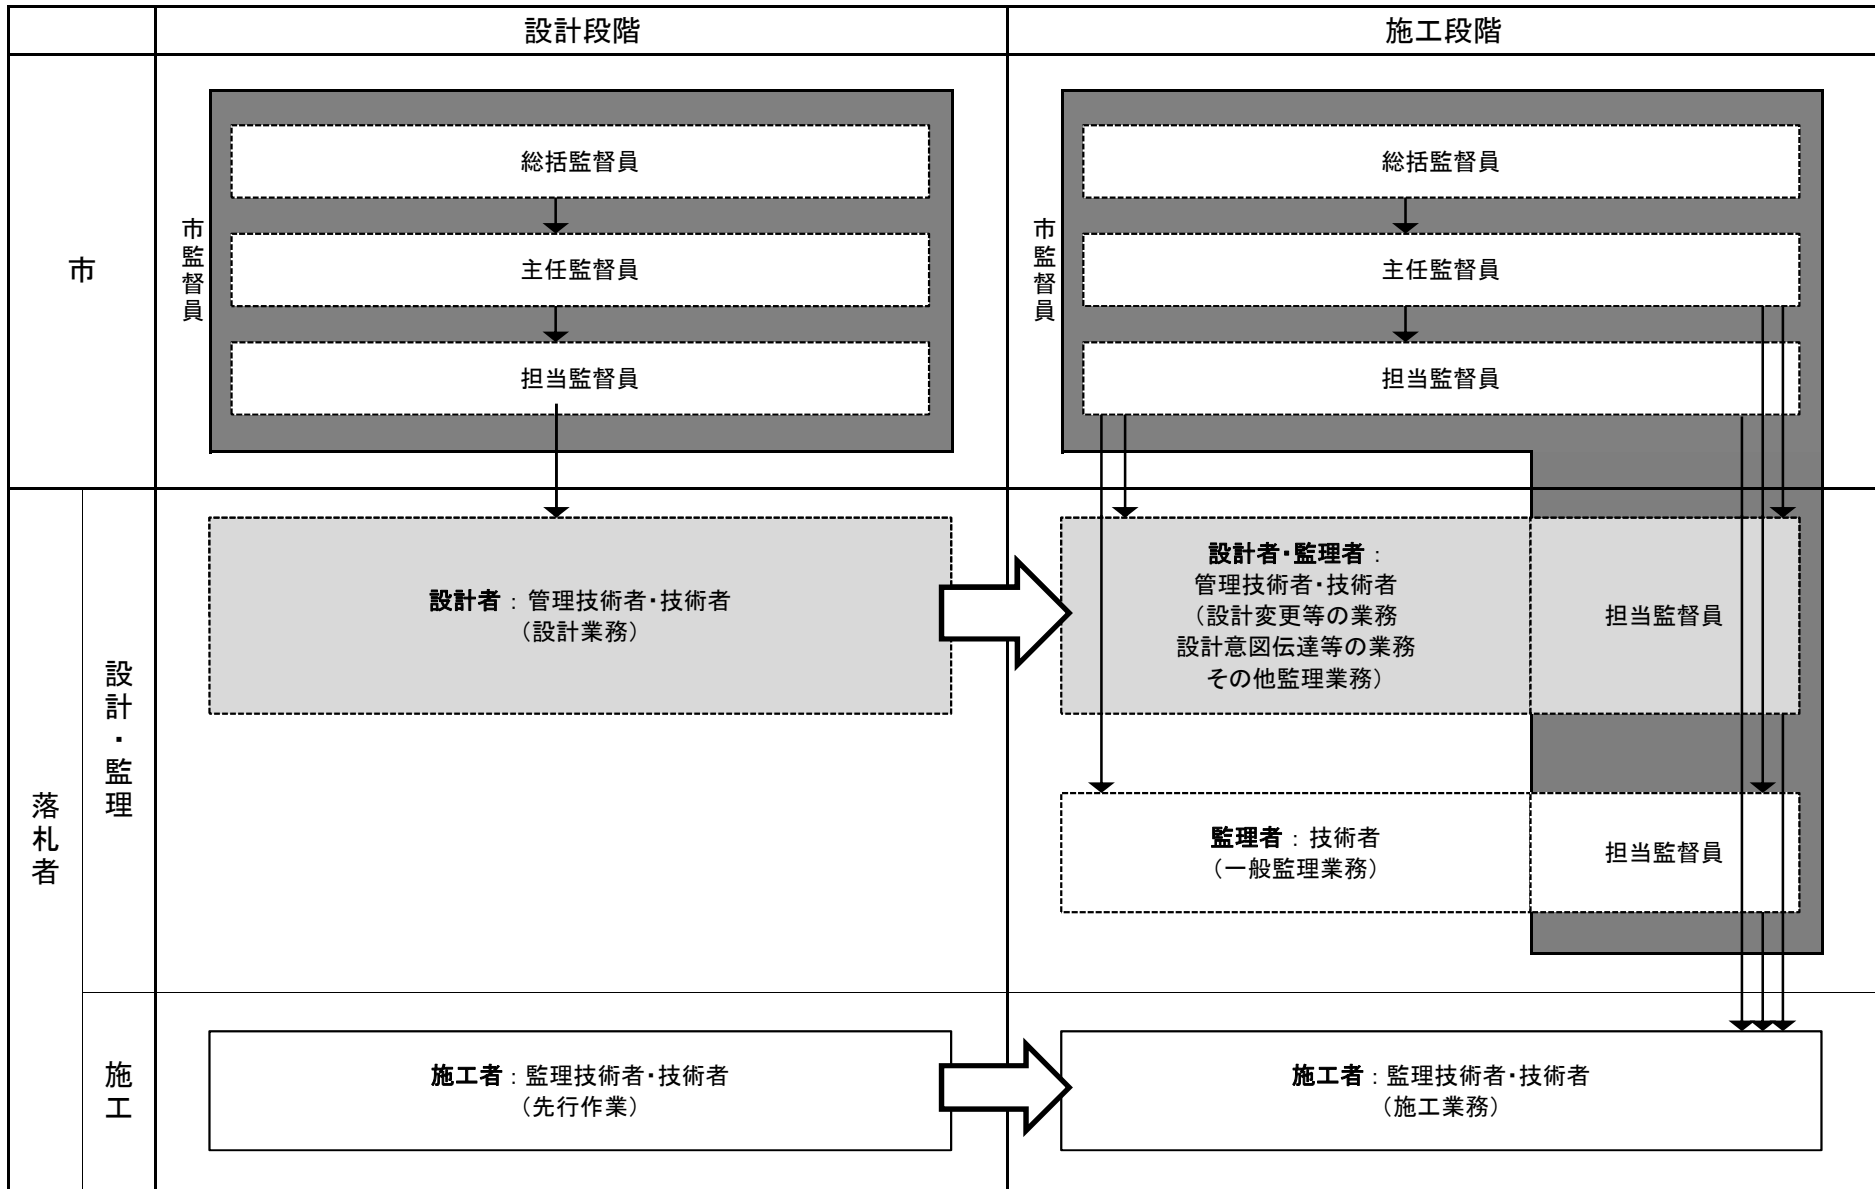 設計段階
施工段階
市
市監督員
総括監督員
主任監督員
担当監督員
市監督員
総括監督員
主任監督員
担当監督員
落札者
設計・監理
設計者：管理技術者・技術者
（設計業務）
設計者・監理者：
管理技術者・技術者
（設計変更等の業務
設計意図伝達等の業務
その他監理業務）
担当監督員
監理者：技術者
（一般監理業務）
担当監督員
施工
施工者：監理技術者・技術者
（先行作業）
施工者：監理技術者・技術者
（施工業務）